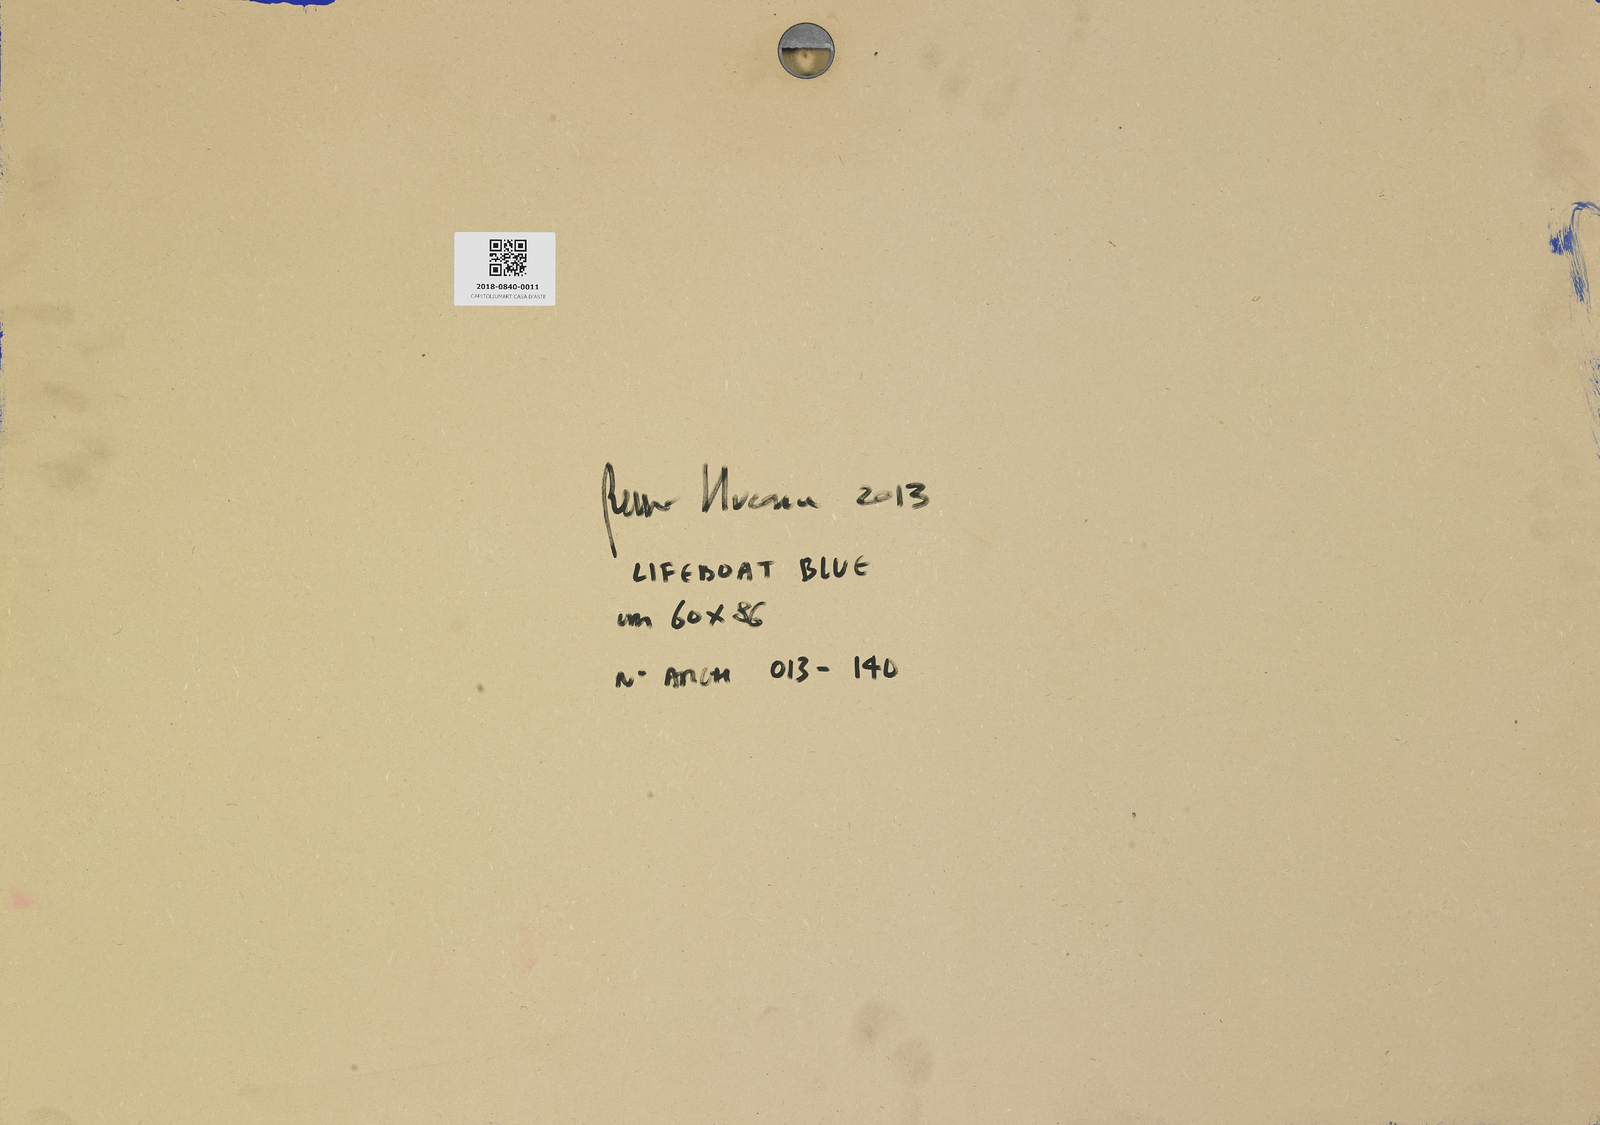 2018-0840-0011
CAPITOLIUMART CASA D'ASTE
2013
LIFEBOAT BLUE
cm 60x86
N° ARCH 013-140